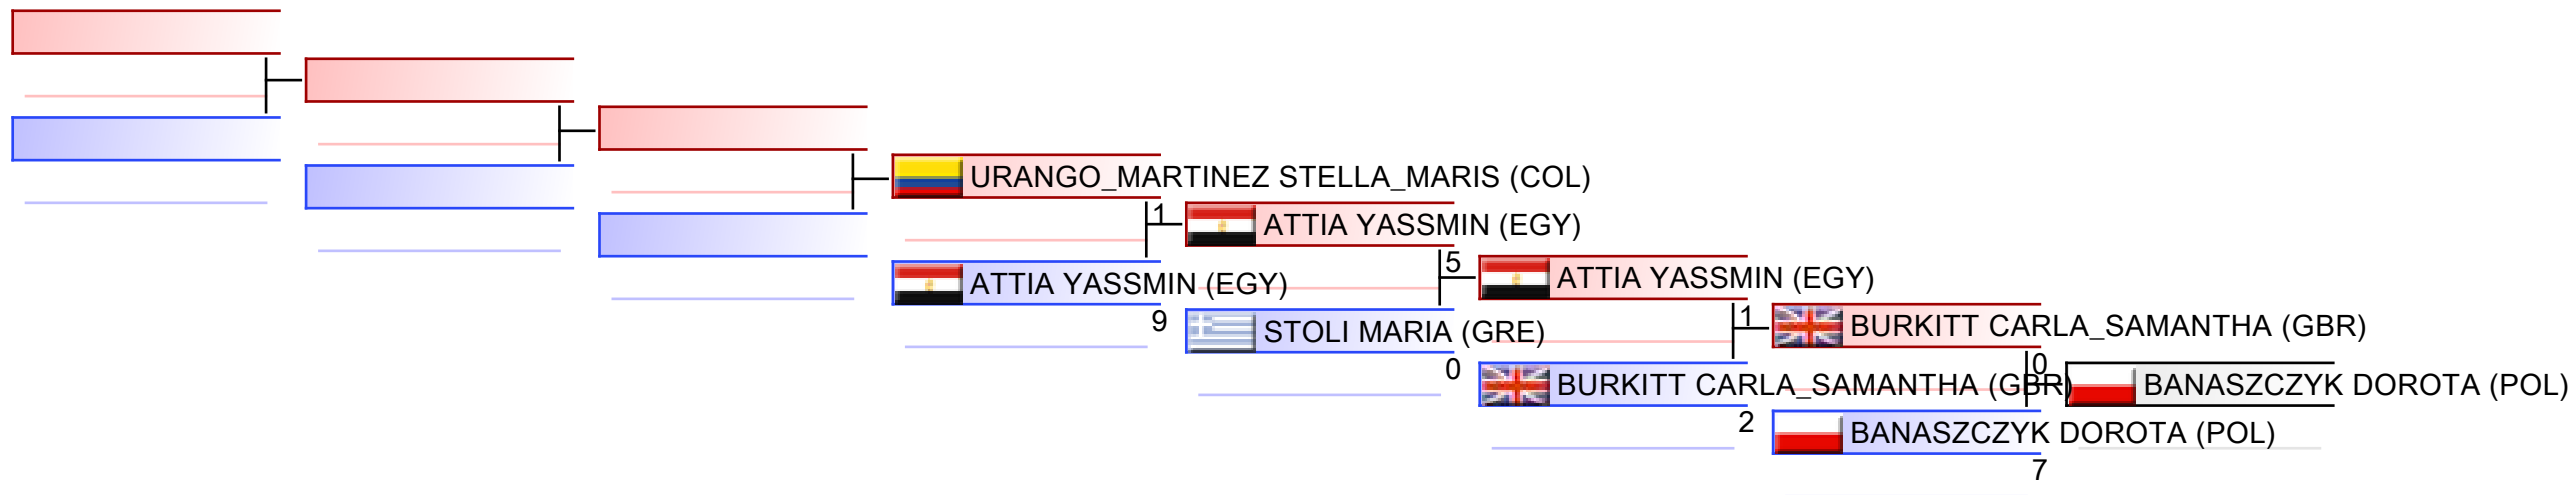 URANGO_MARTINEZ STELLA_MARIS (COL)
1
ATTIA YASSMIN (EGY)
9
ATTIA YASSMIN (EGY)
5
STOLI MARIA (GRE)
0
ATTIA YASSMIN (EGY)
1
BURKITT CARLA_SAMANTHA (GBR)
2
BURKITT CARLA_SAMANTHA (GBR)
0
BANASZCZYK DOROTA (POL)
7
BANASZCZYK DOROTA (POL)